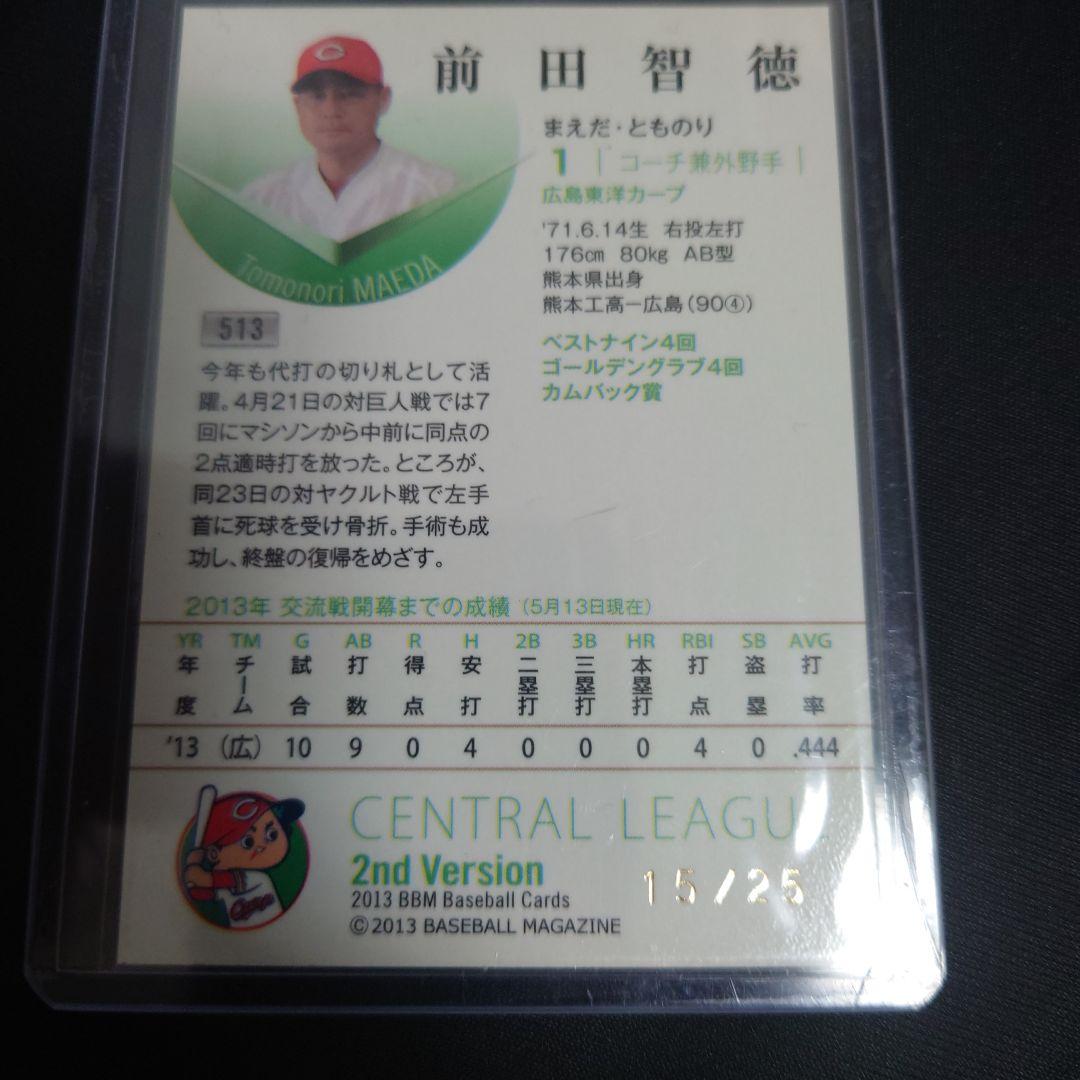 前田智徳
まえだ・とものり
1 | コーチ兼外野手 |
広島東洋カープ
'71.6.14生 右投左打
176cm 80kg AB型
熊本県出身
熊本工高ー広島(90④)
ベストナイン4回
ゴールデングラブ4回
カムバック賞
Tomonori MAEDA
513
今年も代打の切り札として活
躍。4月21日の対巨人戦では7
回にマシソンから中前に同点の
2点適時打を放った。ところが、
同23日の対ヤクルト戦で左手
首に死球を受け骨折。手術も成
功し、終盤の復帰をめざす。
2013年 交流戦開幕までの成績(5月13日現在)
YR TM G AB R H 2B 3B HR RBI SB AVG
年度 チーム 試合 打数 得点 安打 二塁打 三塁打 本塁打 打点 盗塁 打率
'13 (広) 10 9 0 4 0 0 0 4 0 .444
CENTRAL LEAGUE
2nd Version
15/25
2013 BBM Baseball Cards
©2013 BASEBALL MAGAZINE